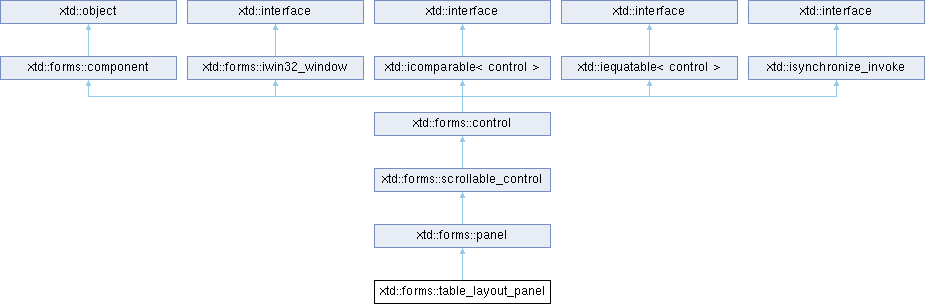 xtd::object
xtd::interface
xtd::interface
xtd::interface
xtd::interface
xtd::forms::component
xtd::forms::iwin32_window
xtd::icomparable< control >
xtd::iequatable< control >
xtd::isynchronize_invoke
xtd::forms::control
xtd::forms::scrollable_control
xtd::forms::panel
xtd::forms::table_layout_panel